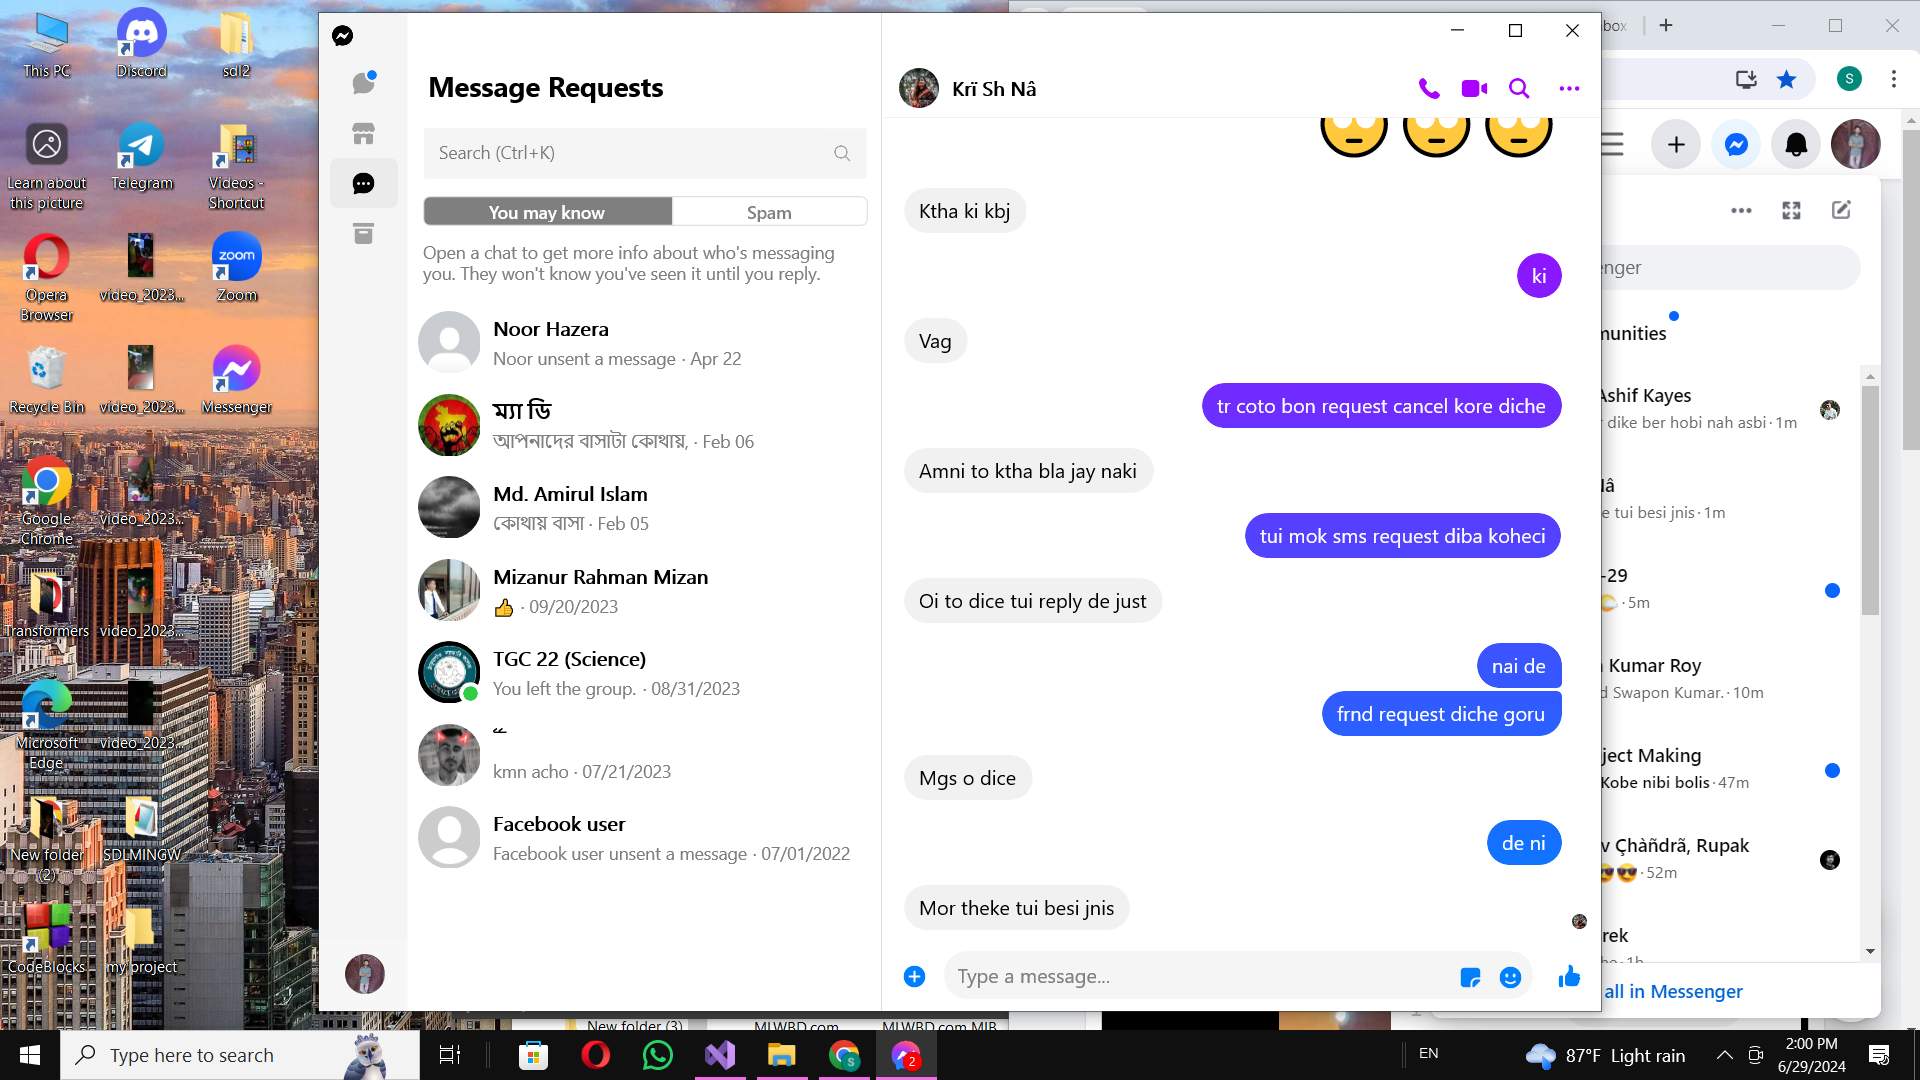 This PC
Discord
sdl2
Learn about this picture
Telegram
Videos - Shortcut
Opera Browser
video_2023...
Zoom
Recycle Bin
video_2023...
Messenger
Google Chrome
video_2023...
Transformers
video_2023...
Microsoft Edge
video_2023...
New folder (2)
SDLMINGW
CodeBlocks
my project
Message Requests
Search (Ctrl+K)
You may know
Spam
Open a chat to get more info about who's messaging
you. They won't know you've seen it until you reply.
Noor Hazera
Noor unsent a message · Apr 22
ম্যা ডি
আপনাদের বাসাটা কোথায়, · Feb 06
Md. Amirul Islam
কোথায় বাসা · Feb 05
Mizanur Rahman Mizan
👍 · 09/20/2023
TGC 22 (Science)
You left the group. · 08/31/2023
kmn acho · 07/21/2023
Facebook user
Facebook user unsent a message · 07/01/2022
Krï Sh Nâ
Ktha ki kbj
ki
Vag
tr coto bon request cancel kore diche
Amni to ktha bla jay naki
tui mok sms request diba koheci
Oi to dice tui reply de just
nai de
frnd request diche goru
Mgs o dice
de ni
Mor theke tui besi jnis
Type a message...
box
S
enger
munities
Ashif Kayes
dike ber hobi nah asbi · 1m
lâ
e tui besi jnis · 1m
-29
· 5m
Kumar Roy
d Swapon Kumar. · 10m
ject Making
Kobe nibi bolis · 47m
v Çhàñdrã, Rupak
😎😎 · 52m
rek
1h
all in Messenger
New folder (3)
MLWBD.com
MLWBD.com MIB
Type here to search
S
2
EN
87°F Light rain
2:00 PM
6/29/2024